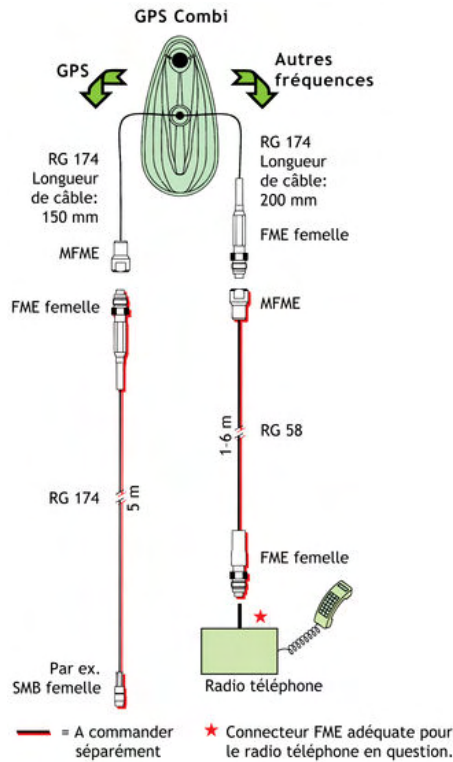 GPS Combi
GPS
Autres
fréquences
RG 174
Longueur
de câble:
150 mm
RG 174
Longueur
de câble:
200 mm
MFME
FME femelle
FME femelle
MFME
1-6 m
RG 58
RG 174
5 m
FME femelle
Par ex.
SMB femelle
Radio téléphone
= A commander
séparément
Connecteur FME adéquate pour
le radio téléphone en question.